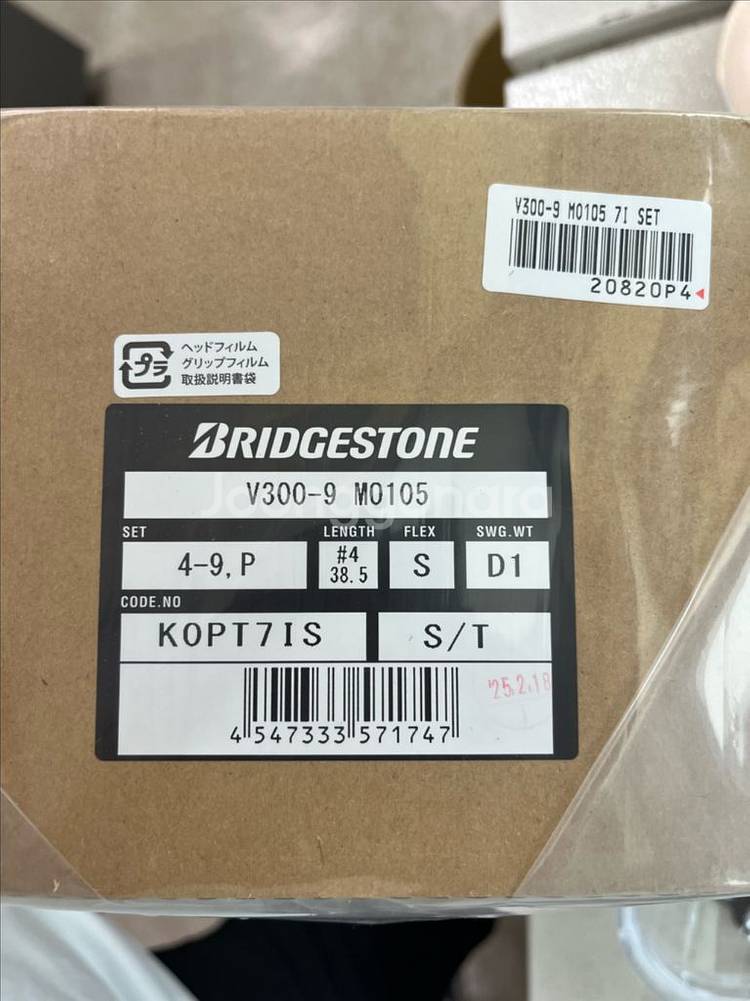 V300-9 M0105 7I SET
20820P4
プラ
ヘッドフィルム
グリップフィルム
取扱説明書袋
BRIDGESTONE
V300-9 M0105
Joonggonara
SET LENGTH FLEX SWG.WT
4-9, P #4 38.5 S D1
CODE.NO
KOPT7IS S/T
'25.2.18
4 547333 571747